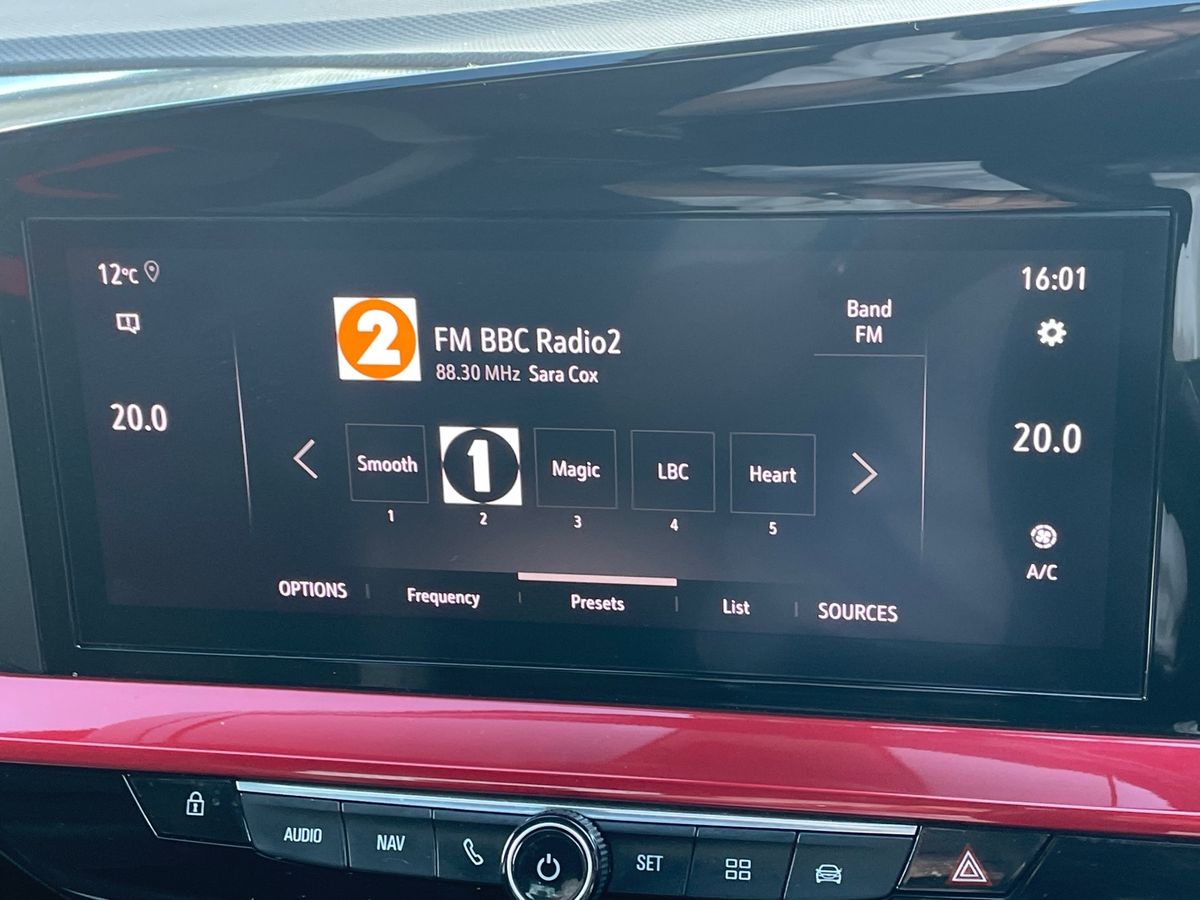 12°C
16:01
2
FM BBC Radio2
88.30 MHz Sara Cox
Band
FM
20.0
20.0
Smooth
1
Magic
LBC
Heart
1
2
3
4
5
A/C
OPTIONS
Frequency
Presets
List
SOURCES
AUDIO
NAV
SET